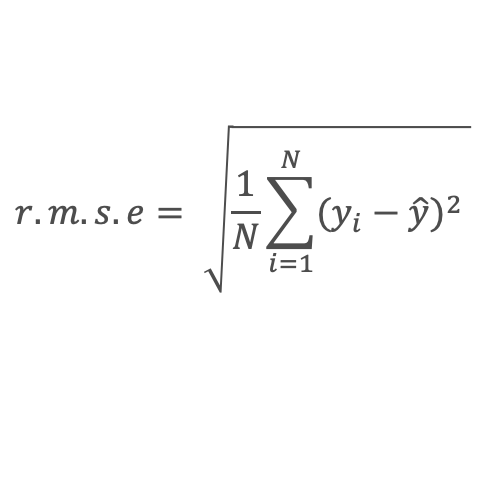 r.m.s.e = √(1/N ∑_{i=1}^{N} (y_i − ŷ)²)